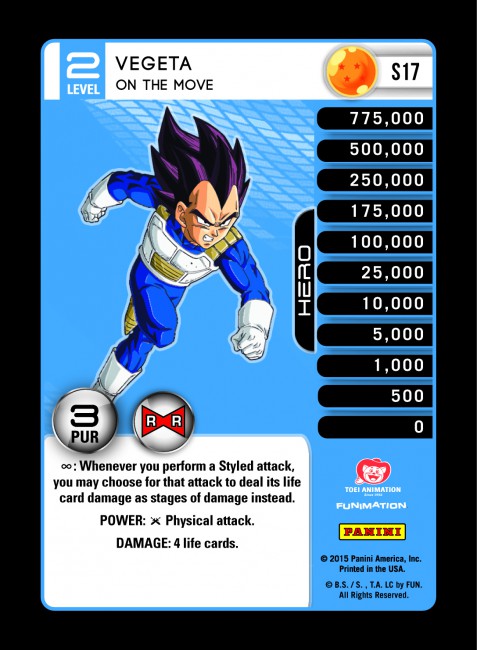 2
LEVEL
VEGETA
ON THE MOVE
S17
775,000
500,000
250,000
175,000
100,000
25,000
10,000
5,000
1,000
500
0
HERO
3
PUR
R R
∞: Whenever you perform a Styled attack,
you may choose for that attack to deal its life
card damage as stages of damage instead.
POWER: Physical attack.
DAMAGE: 4 life cards.
TOEI ANIMATION
FUNIMATION
PANINI
© 2015 Panini America, Inc.
Printed in the USA.
© B.S. / S. , T.A. LC by FUN.
All Rights Reserved.